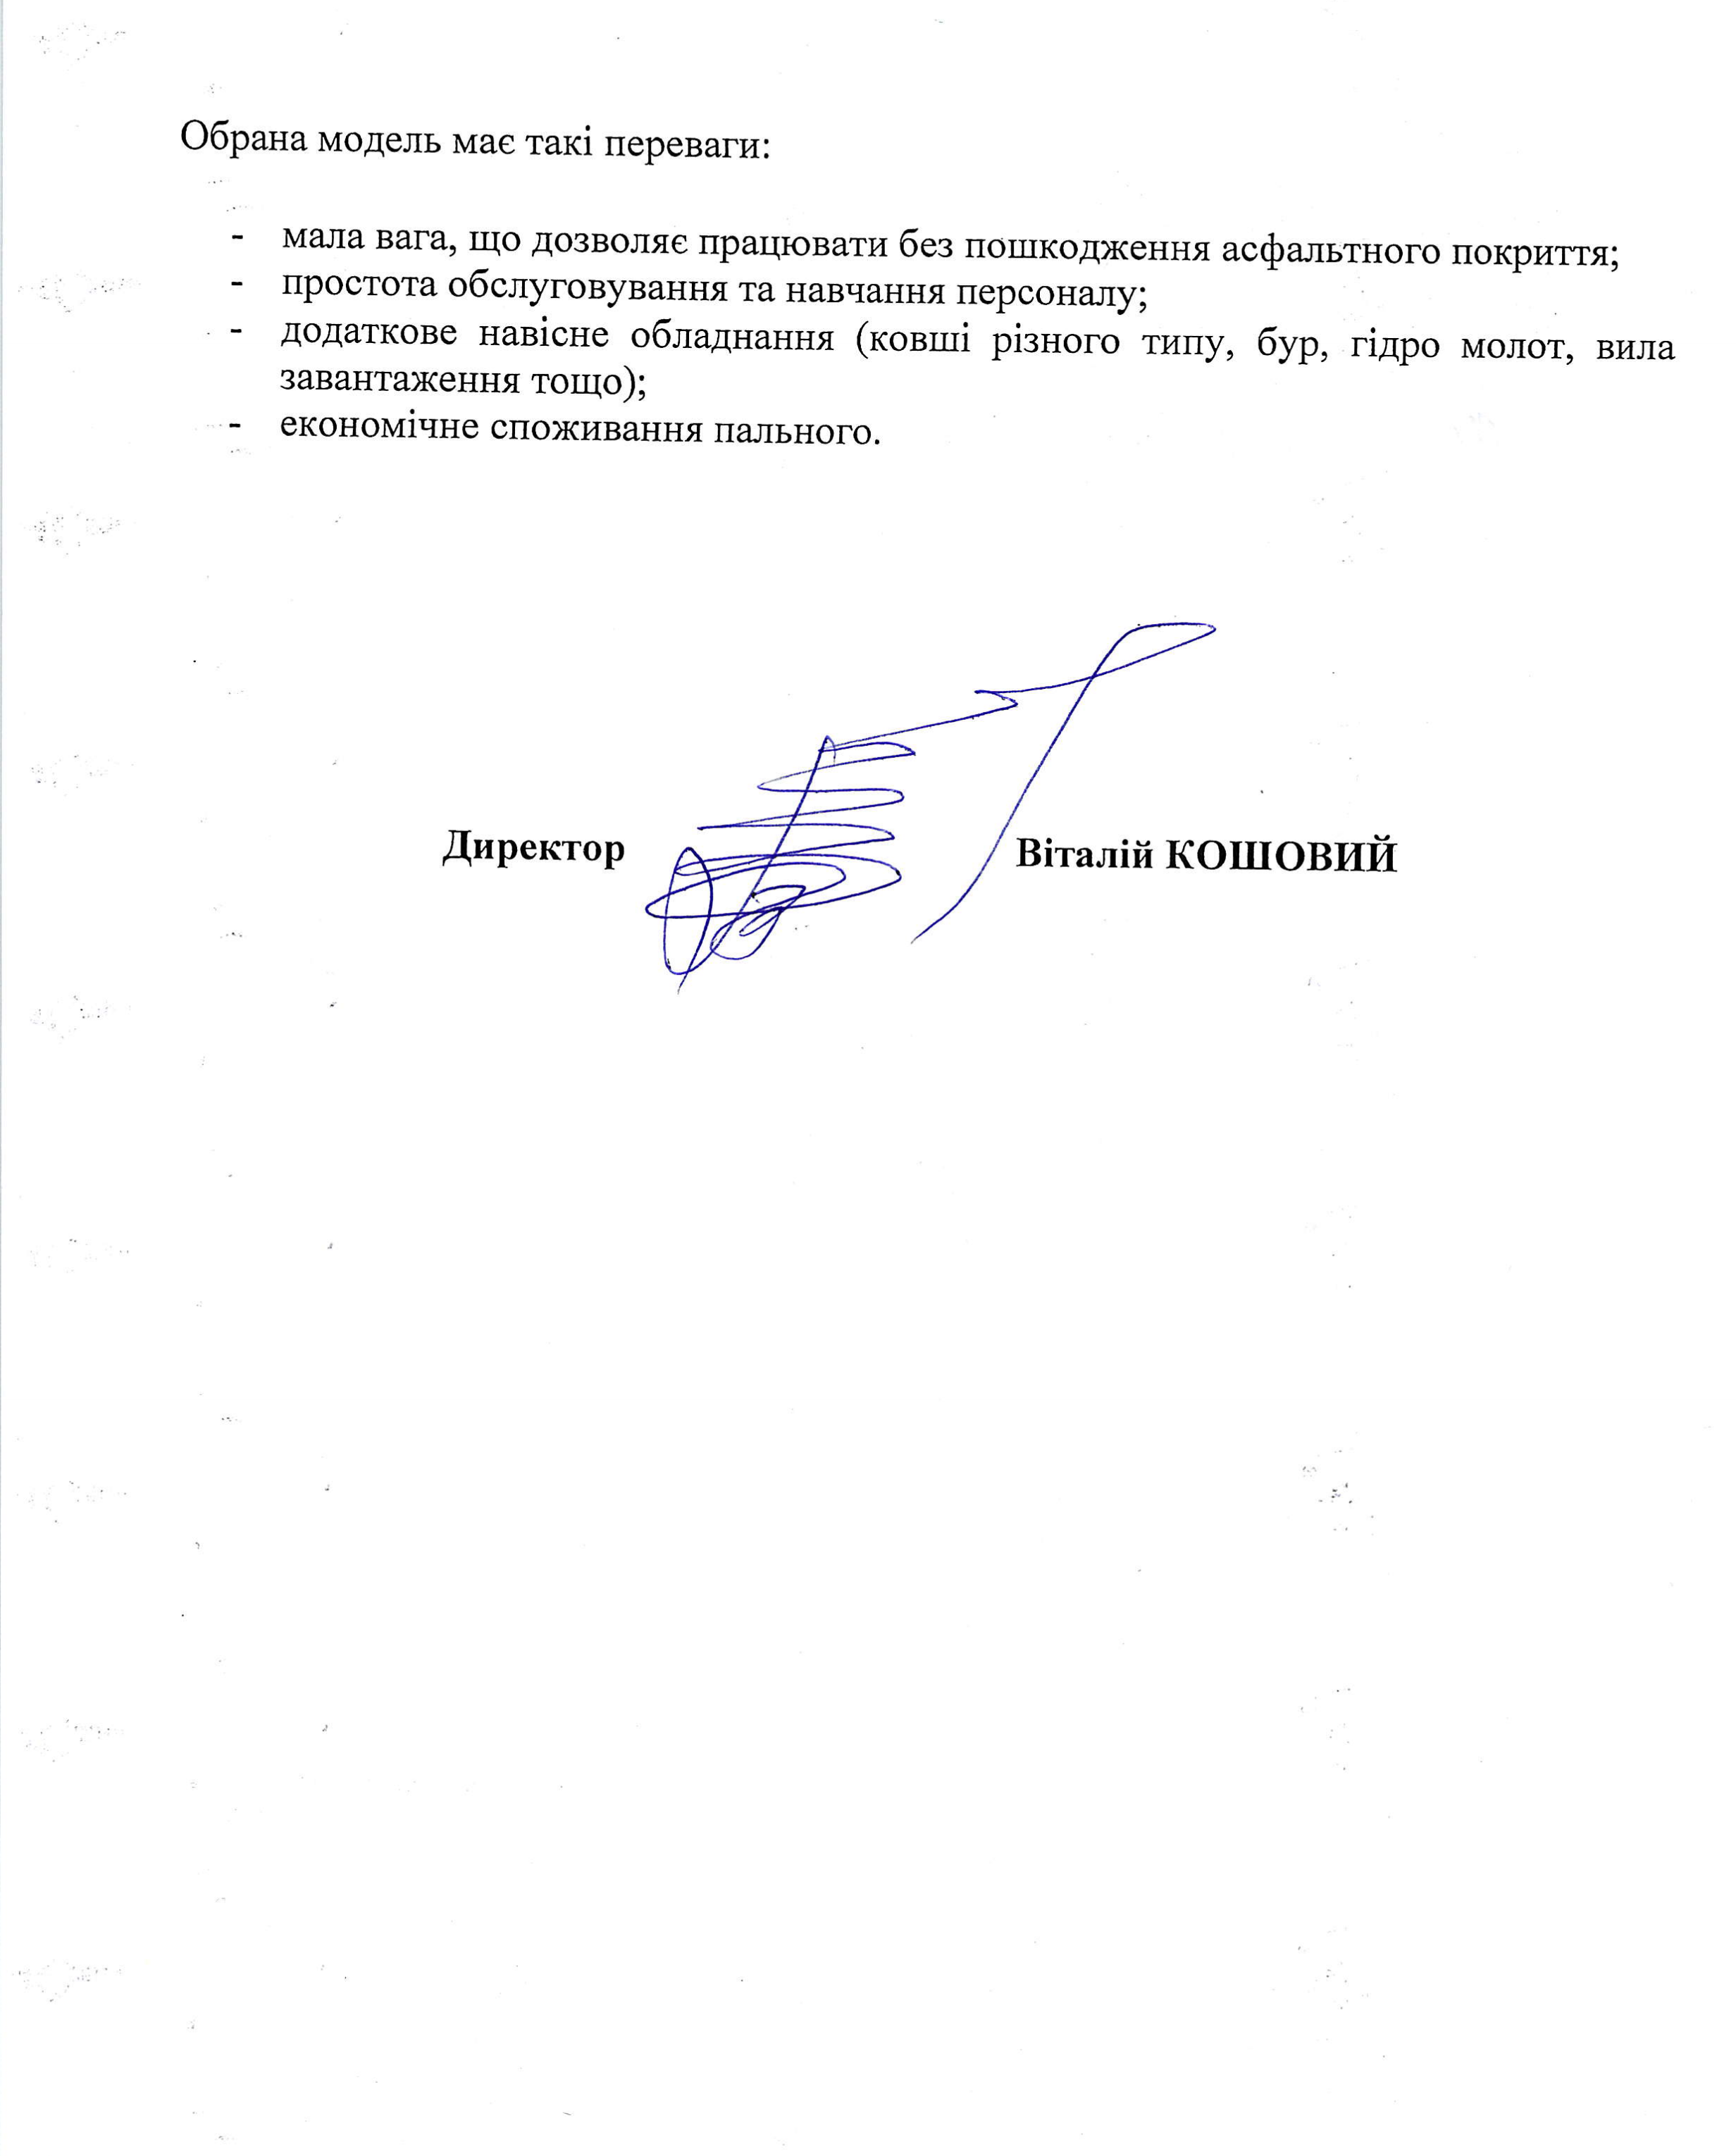 Обрана модель має такі переваги:
- мала вага, що дозволяє працювати без пошкодження асфальтного покриття;
- простота обслуговування та навчання персоналу;
- додаткове навісне обладнання (ковші різного типу, бур, гідро молот, вила
завантаження тощо);
- економічне споживання пального.
Директор Віталій КОШОВИЙ